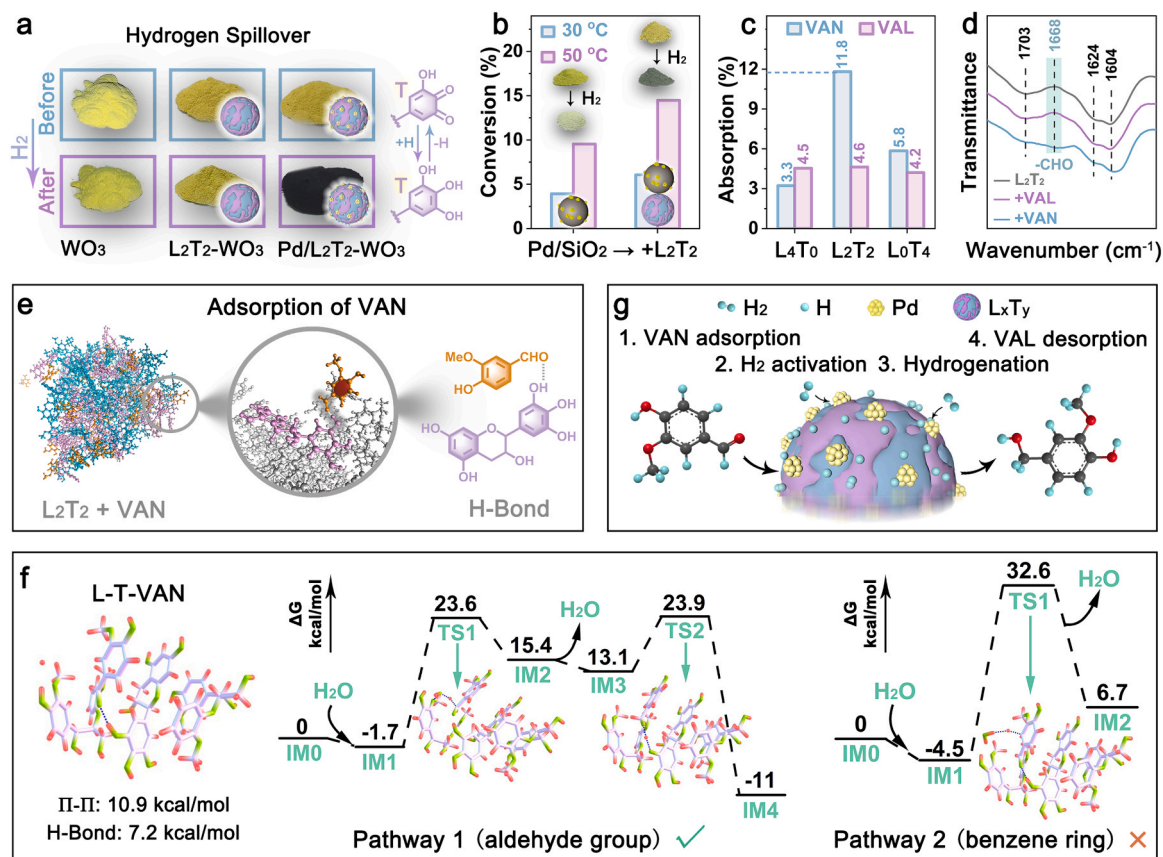 a
Hydrogen Spillover
H2
Before
After
WO3
L2T2-WO3
Pd/L2T2-WO3
T
OH
O
O
+H
-H
T
OH
OH
OH
b
30 °C
50 °C
Conversion (%)
20
15
10
5
0
H2
H2
Pd/SiO2 → +L2T2
c
VAN
VAL
Absorption (%)
12
9
6
3
0
3.3
4.5
11.8
4.6
5.8
4.2
L4T0
L2T2
L0T4
d
Transmittance
1703
1668
1624
1604
-CHO
L2T2
+VAL
+VAN
Wavenumber (cm-1)
e
Adsorption of VAN
L2T2 + VAN
MeO
CHO
HO
OH
OH
OH
HO
O
OH
OH
H-Bond
g
H2
H
Pd
LxTy
1. VAN adsorption
4. VAL desorption
2. H2 activation
3. Hydrogenation
f
L-T-VAN
Π-Π: 10.9 kcal/mol
H-Bond: 7.2 kcal/mol
ΔG
kcal/mol
0
IM0
H2O
-1.7
IM1
23.6
TS1
15.4
IM2
H2O
13.1
IM3
23.9
TS2
-11
IM4
Pathway 1 (aldehyde group)
ΔG
kcal/mol
0
IM0
H2O
-4.5
IM1
32.6
TS1
H2O
6.7
IM2
Pathway 2 (benzene ring)